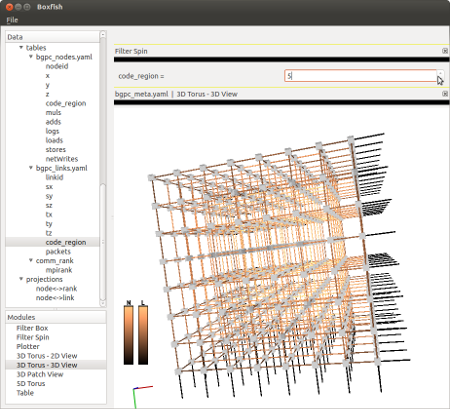 Boxfish
File
Data
tables
bgpc_nodes.yaml
nodeid
x
y
z
code_region
muls
adds
logs
loads
stores
netWrites
bgpc_links.yaml
linkid
sx
sy
sz
tx
ty
tz
code_region
packets
comm_rank
mpirank
projections
node<->rank
node<->link
Modules
Filter Box
Filter Spin
Plotter
3D Torus - 2D View
3D Torus - 3D View
3D Patch View
5D Torus
Table
Filter Spin
code_region =
5
bgpc_meta.yaml | 3D Torus - 3D View
N L